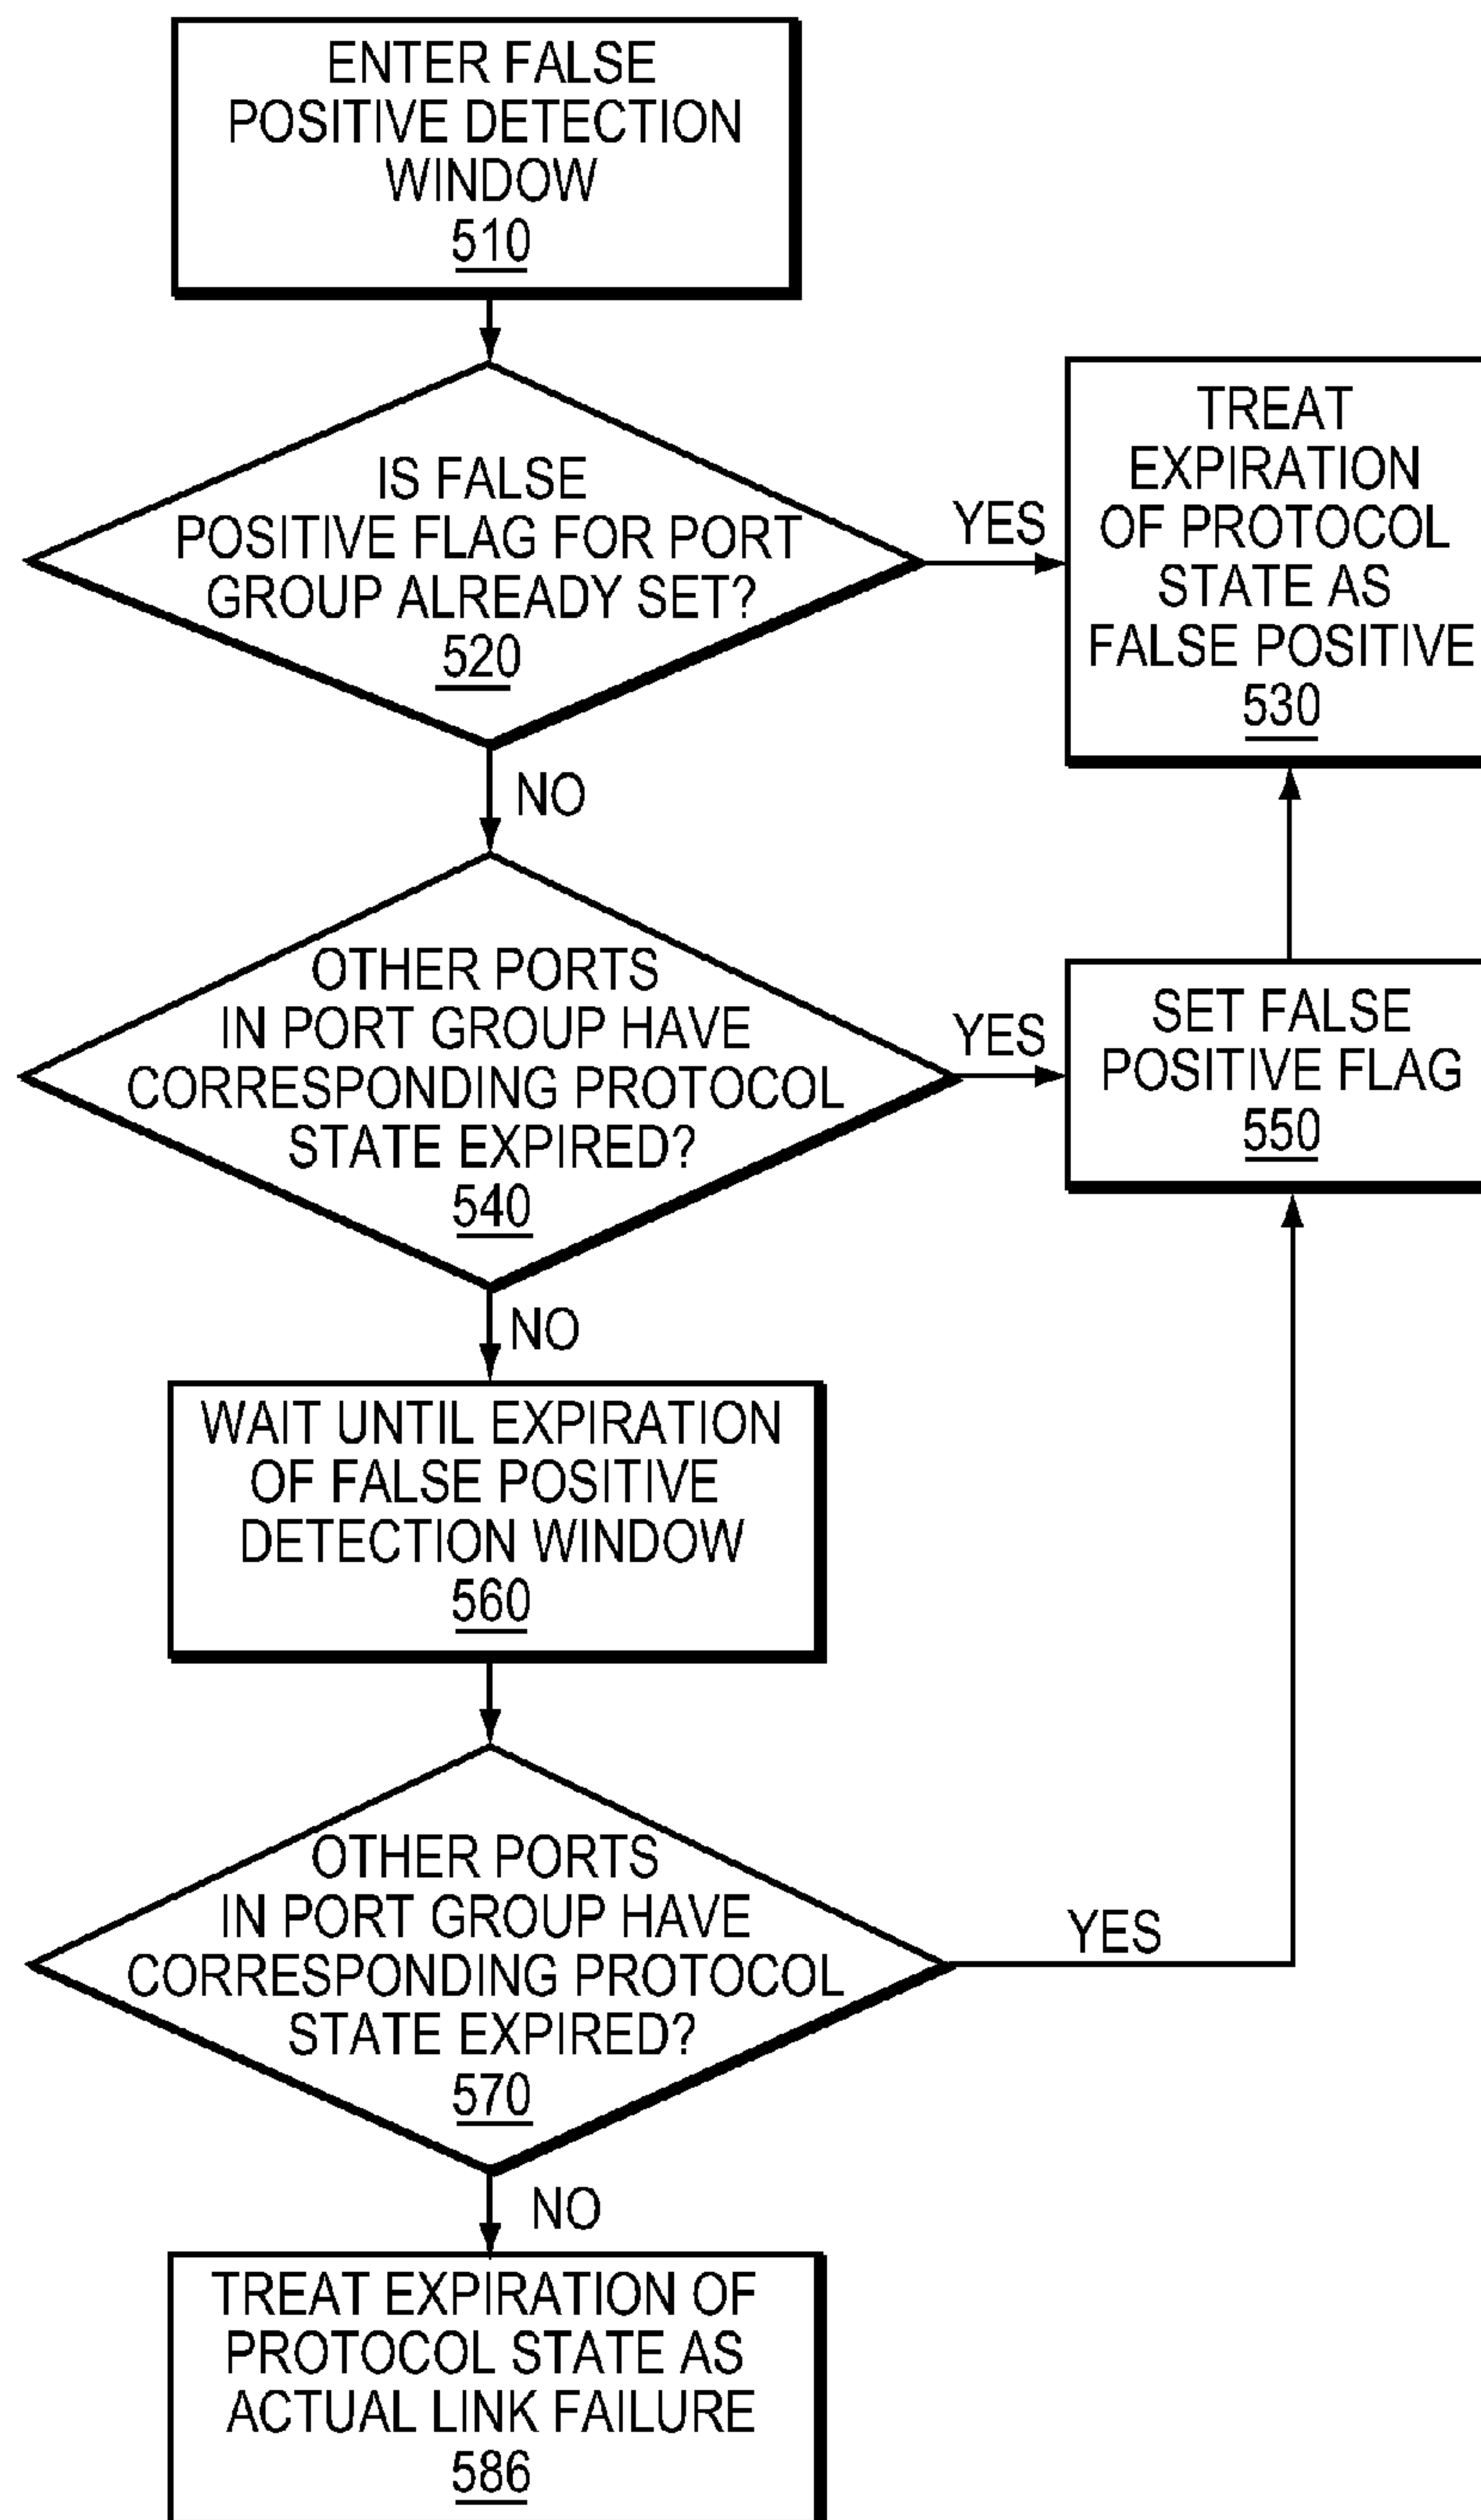 ENTER FALSE
POSITIVE DETECTION
WINDOW
510
IS FALSE
POSITIVE FLAG FOR PORT
GROUP ALREADY SET?
520
YES
TREAT
EXPIRATION
OF PROTOCOL
STATE AS
FALSE POSITIVE
530
NO
OTHER PORTS
IN PORT GROUP HAVE
CORRESPONDING PROTOCOL
STATE EXPIRED?
540
YES
SET FALSE
POSITIVE FLAG
550
NO
WAIT UNTIL EXPIRATION
OF FALSE POSITIVE
DETECTION WINDOW
560
OTHER PORTS
IN PORT GROUP HAVE
CORRESPONDING PROTOCOL
STATE EXPIRED?
570
YES
NO
TREAT EXPIRATION OF
PROTOCOL STATE AS
ACTUAL LINK FAILURE
586